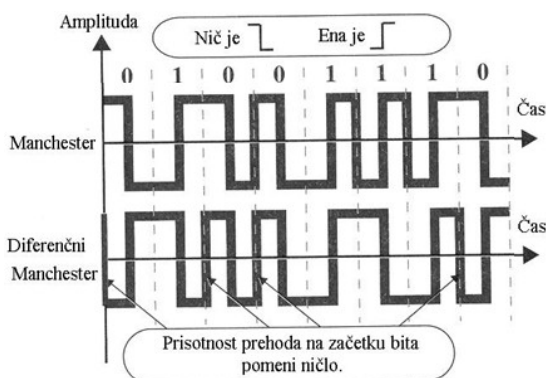 Amplituda
Nič je Ena je
0 1 0 0 1 1 1 0
Čas
Manchester
Čas
Diferenčni
Manchester
Prisotnost prehoda na začetku bita
pomeni ničlo.